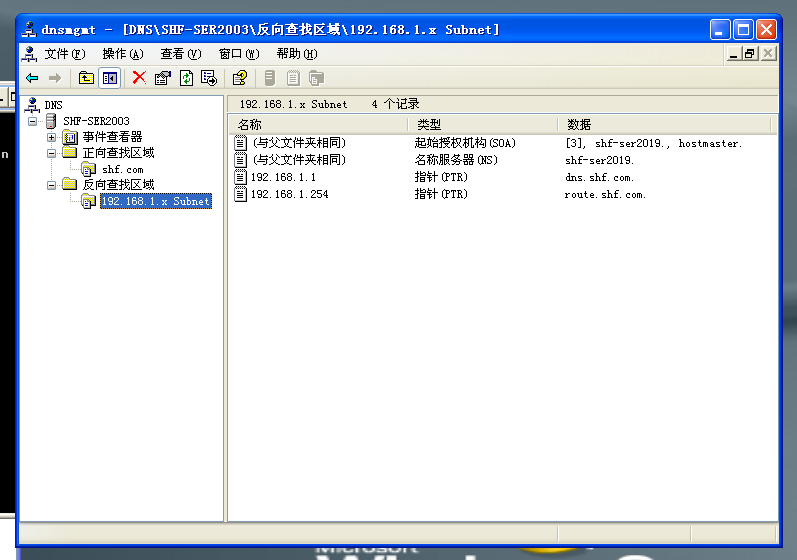 dnsmgmt - [DNS\SHF-SER2003\反向查找区域\192.168.1.x Subnet]
文件(F) 操作(A) 查看(V) 窗口(W) 帮助(H)
DNS
SHF-SER2003
事件查看器
正向查找区域
shf.com
反向查找区域
192.168.1.x Subnet
192.168.1.x Subnet 4 个记录
名称 类型 数据
(与父文件夹相同) 起始授权机构(SOA) [3], shf-ser2019., hostmaster.
(与父文件夹相同) 名称服务器(NS) shf-ser2019.
192.168.1.1 指针(PTR) dns.shf.com.
192.168.1.254 指针(PTR) route.shf.com.
n
Microsoft